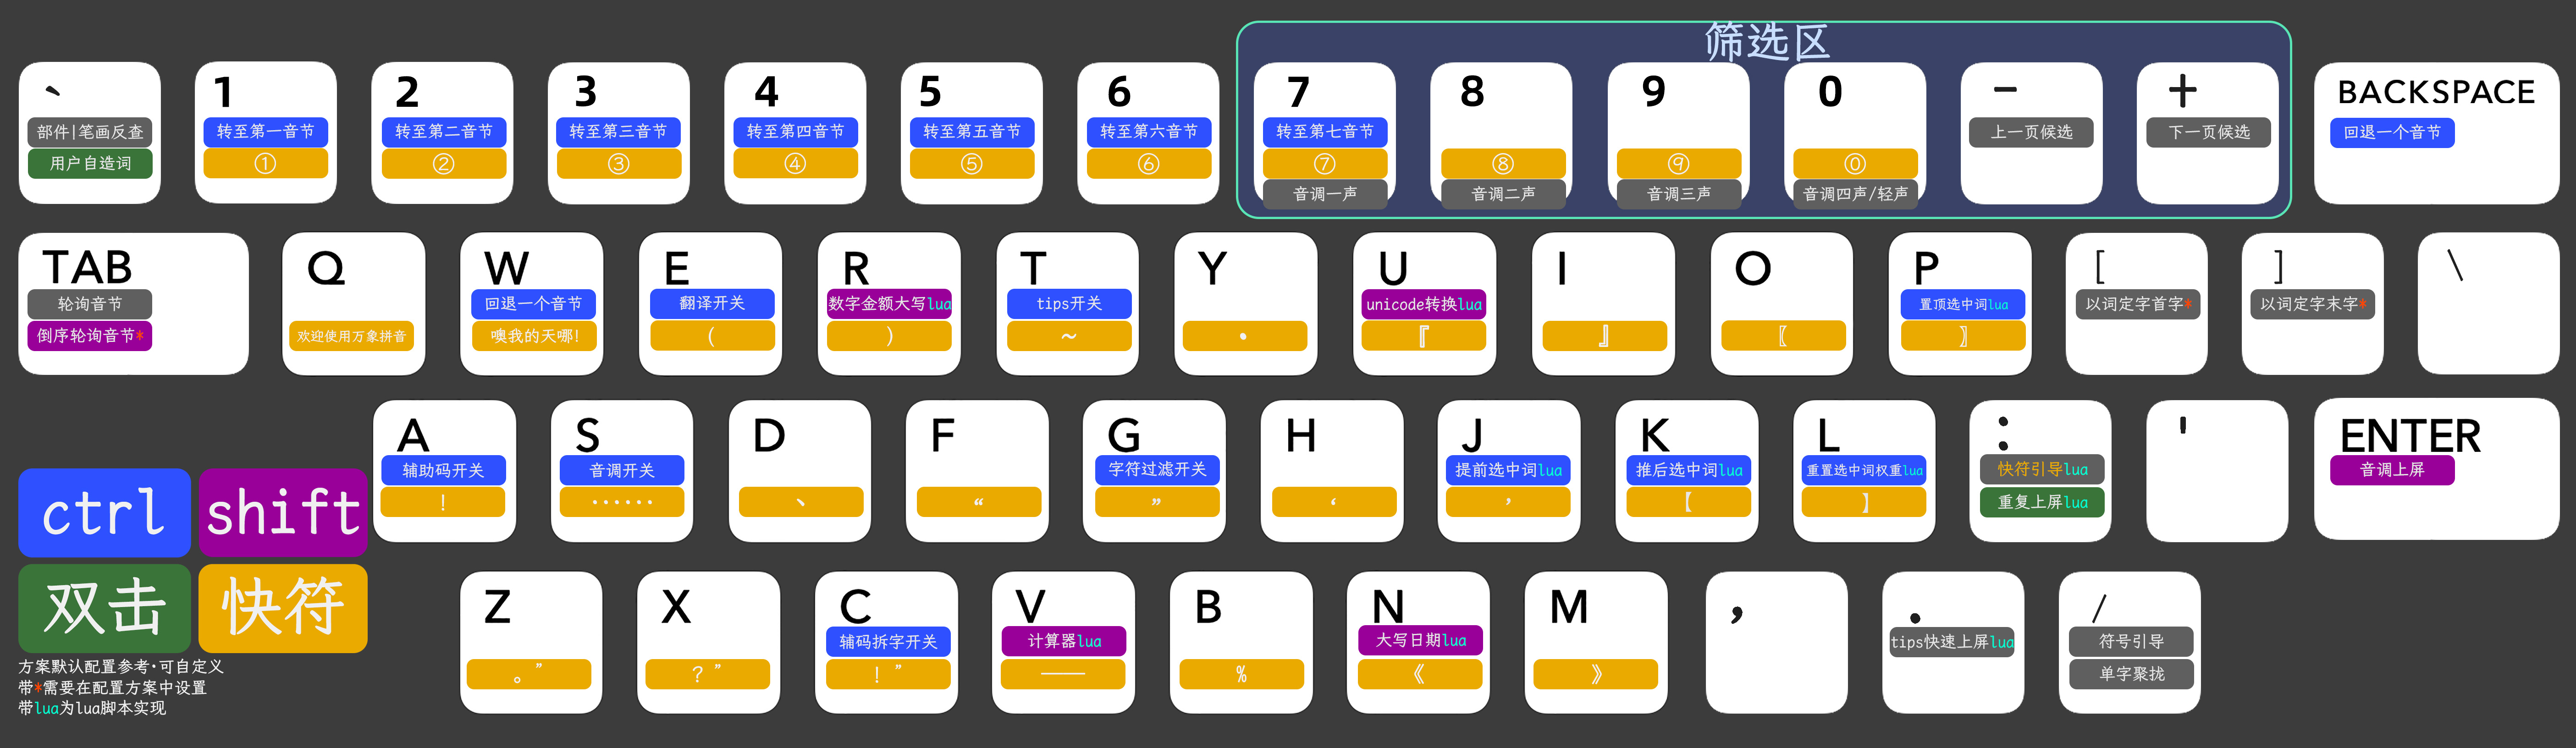 筛选区
`
部件|笔画反查
用户自造词
1
转至第一音节
①
2
转至第二音节
②
3
转至第三音节
③
4
转至第四音节
④
5
转至第五音节
⑤
6
转至第六音节
⑥
7
转至第七音节
⑦
音调一声
8
⑧
音调二声
9
⑨
音调三声
0
⓪
音调四声/轻声
-
上一页候选
+
下一页候选
BACKSPACE
回退一个音节
TAB
轮询音节
倒序轮询音节*
Q
欢迎使用万象拼音
W
回退一个音节
噢我的天哪!
E
翻译开关
(
R
数字金额大写lua
)
T
tips开关
~
Y
·
U
unicode转换lua
『
I
』
O
〖
P
置顶选中词lua
〗
[
以词定字首字*
]
以词定字末字*
\
A
辅助码开关
!
S
音调开关
……
D
、
F
“
G
字符过滤开关
”
H
‘
J
提前选中词lua
’
K
推后选中词lua
【
L
重置选中词权重lua
】
:
快符引导lua
重复上屏lua
'
ENTER
音调上屏
ctrl
shift
双击
快符
Z
。”
X
？”
C
辅码拆字开关
！”
V
计算器lua
——
B
%
N
大写日期lua
《
M
》
,
.
tips快速上屏lua
/
符号引导
单字聚拢
方案默认配置参考·可自定义
带*需要在配置方案中设置
带lua为lua脚本实现